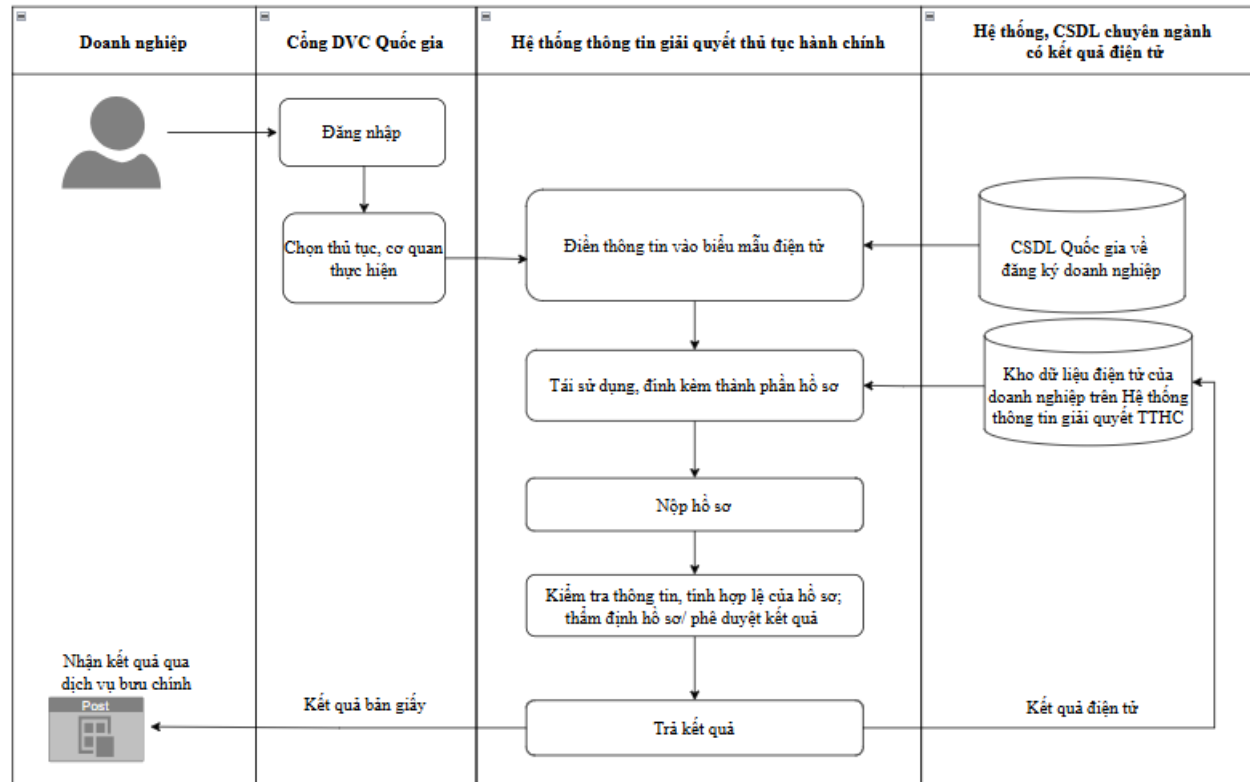 Doanh nghiệp
Cổng DVC Quốc gia
Hệ thống thông tin giải quyết thủ tục hành chính
Hệ thống, CSDL chuyên ngành
có kết quả điện tử
Đăng nhập
Chọn thủ tục, cơ quan
thực hiện
Điền thông tin vào biểu mẫu điện tử
CSDL Quốc gia về
đăng ký doanh nghiệp
Tái sử dụng, đính kèm thành phần hồ sơ
Kho dữ liệu điện tử của
doanh nghiệp trên Hệ thống
thông tin giải quyết TTHC
Nộp hồ sơ
Kiểm tra thông tin, tính hợp lệ của hồ sơ;
thẩm định hồ sơ/ phê duyệt kết quả
Nhận kết quả qua
dịch vụ bưu chính
Post
Kết quả bản giấy
Trả kết quả
Kết quả điện tử